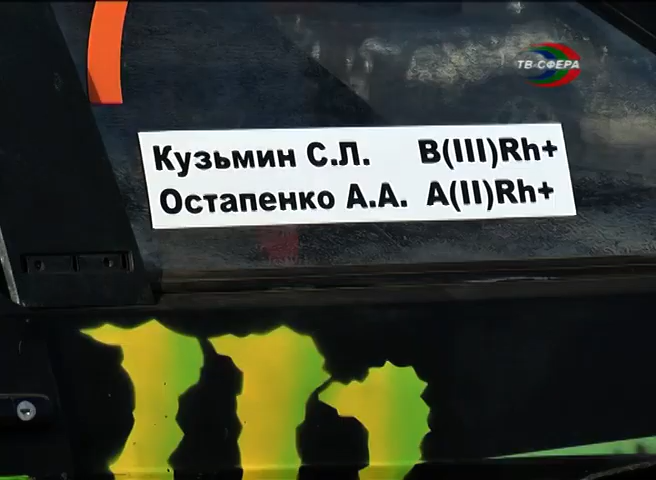 ТВ-СФЕРА
Кузьмин С.Л. B(III)Rh+
Остапенко А.А. A(II)Rh+